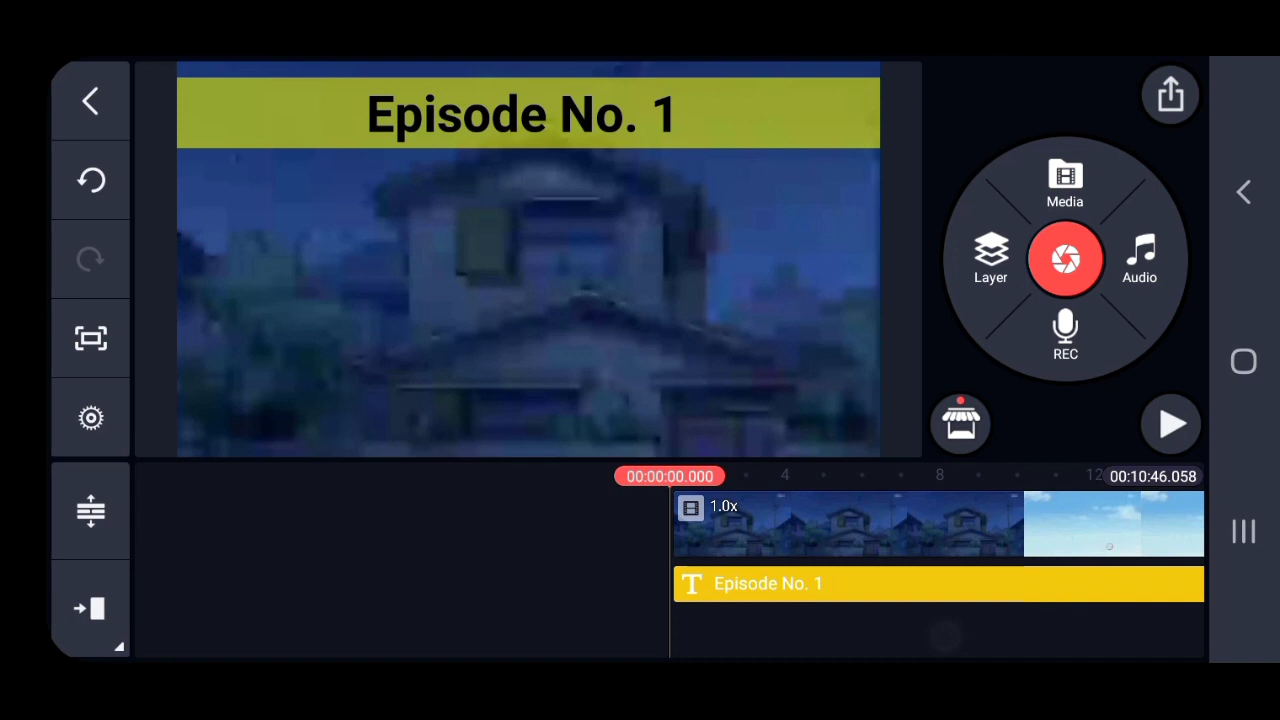 Episode No. 1
Media
Layer
Audio
REC
00:00:00.000
4
8
12
00:10:46.058
1.0x
T Episode No. 1